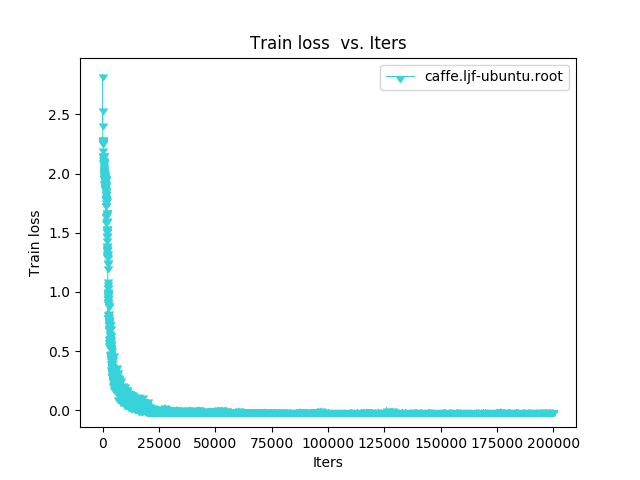 Train loss  vs. Iters
caffe.ljf-ubuntu.root
Train loss
2.5
2.0
1.5
1.0
0.5
0.0
0 25000 50000 75000 100000 125000 150000 175000 200000
Iters